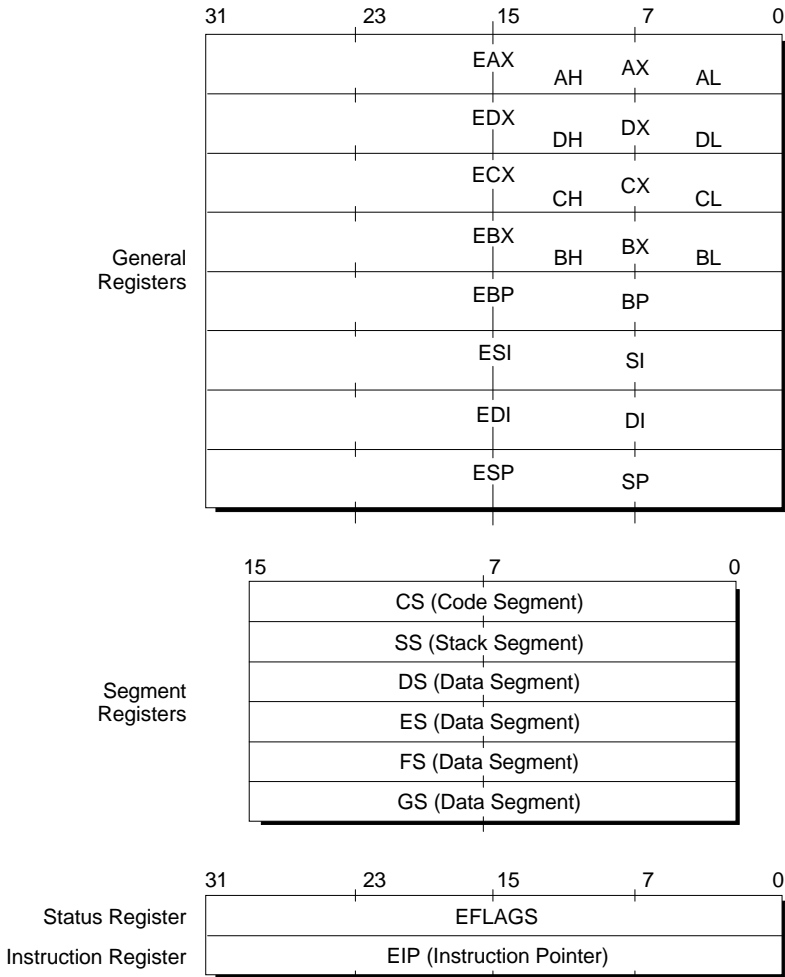 31 23 15 7 0
EAX AX
AH AL
EDX DX
DH DL
ECX CX
CH CL
EBX BX
BH BL
General
Registers
EBP BP
ESI SI
EDI DI
ESP SP
15 7 0
CS (Code Segment)
SS (Stack Segment)
DS (Data Segment)
Segment
Registers
ES (Data Segment)
FS (Data Segment)
GS (Data Segment)
31 23 15 7 0
Status Register EFLAGS
Instruction Register EIP (Instruction Pointer)